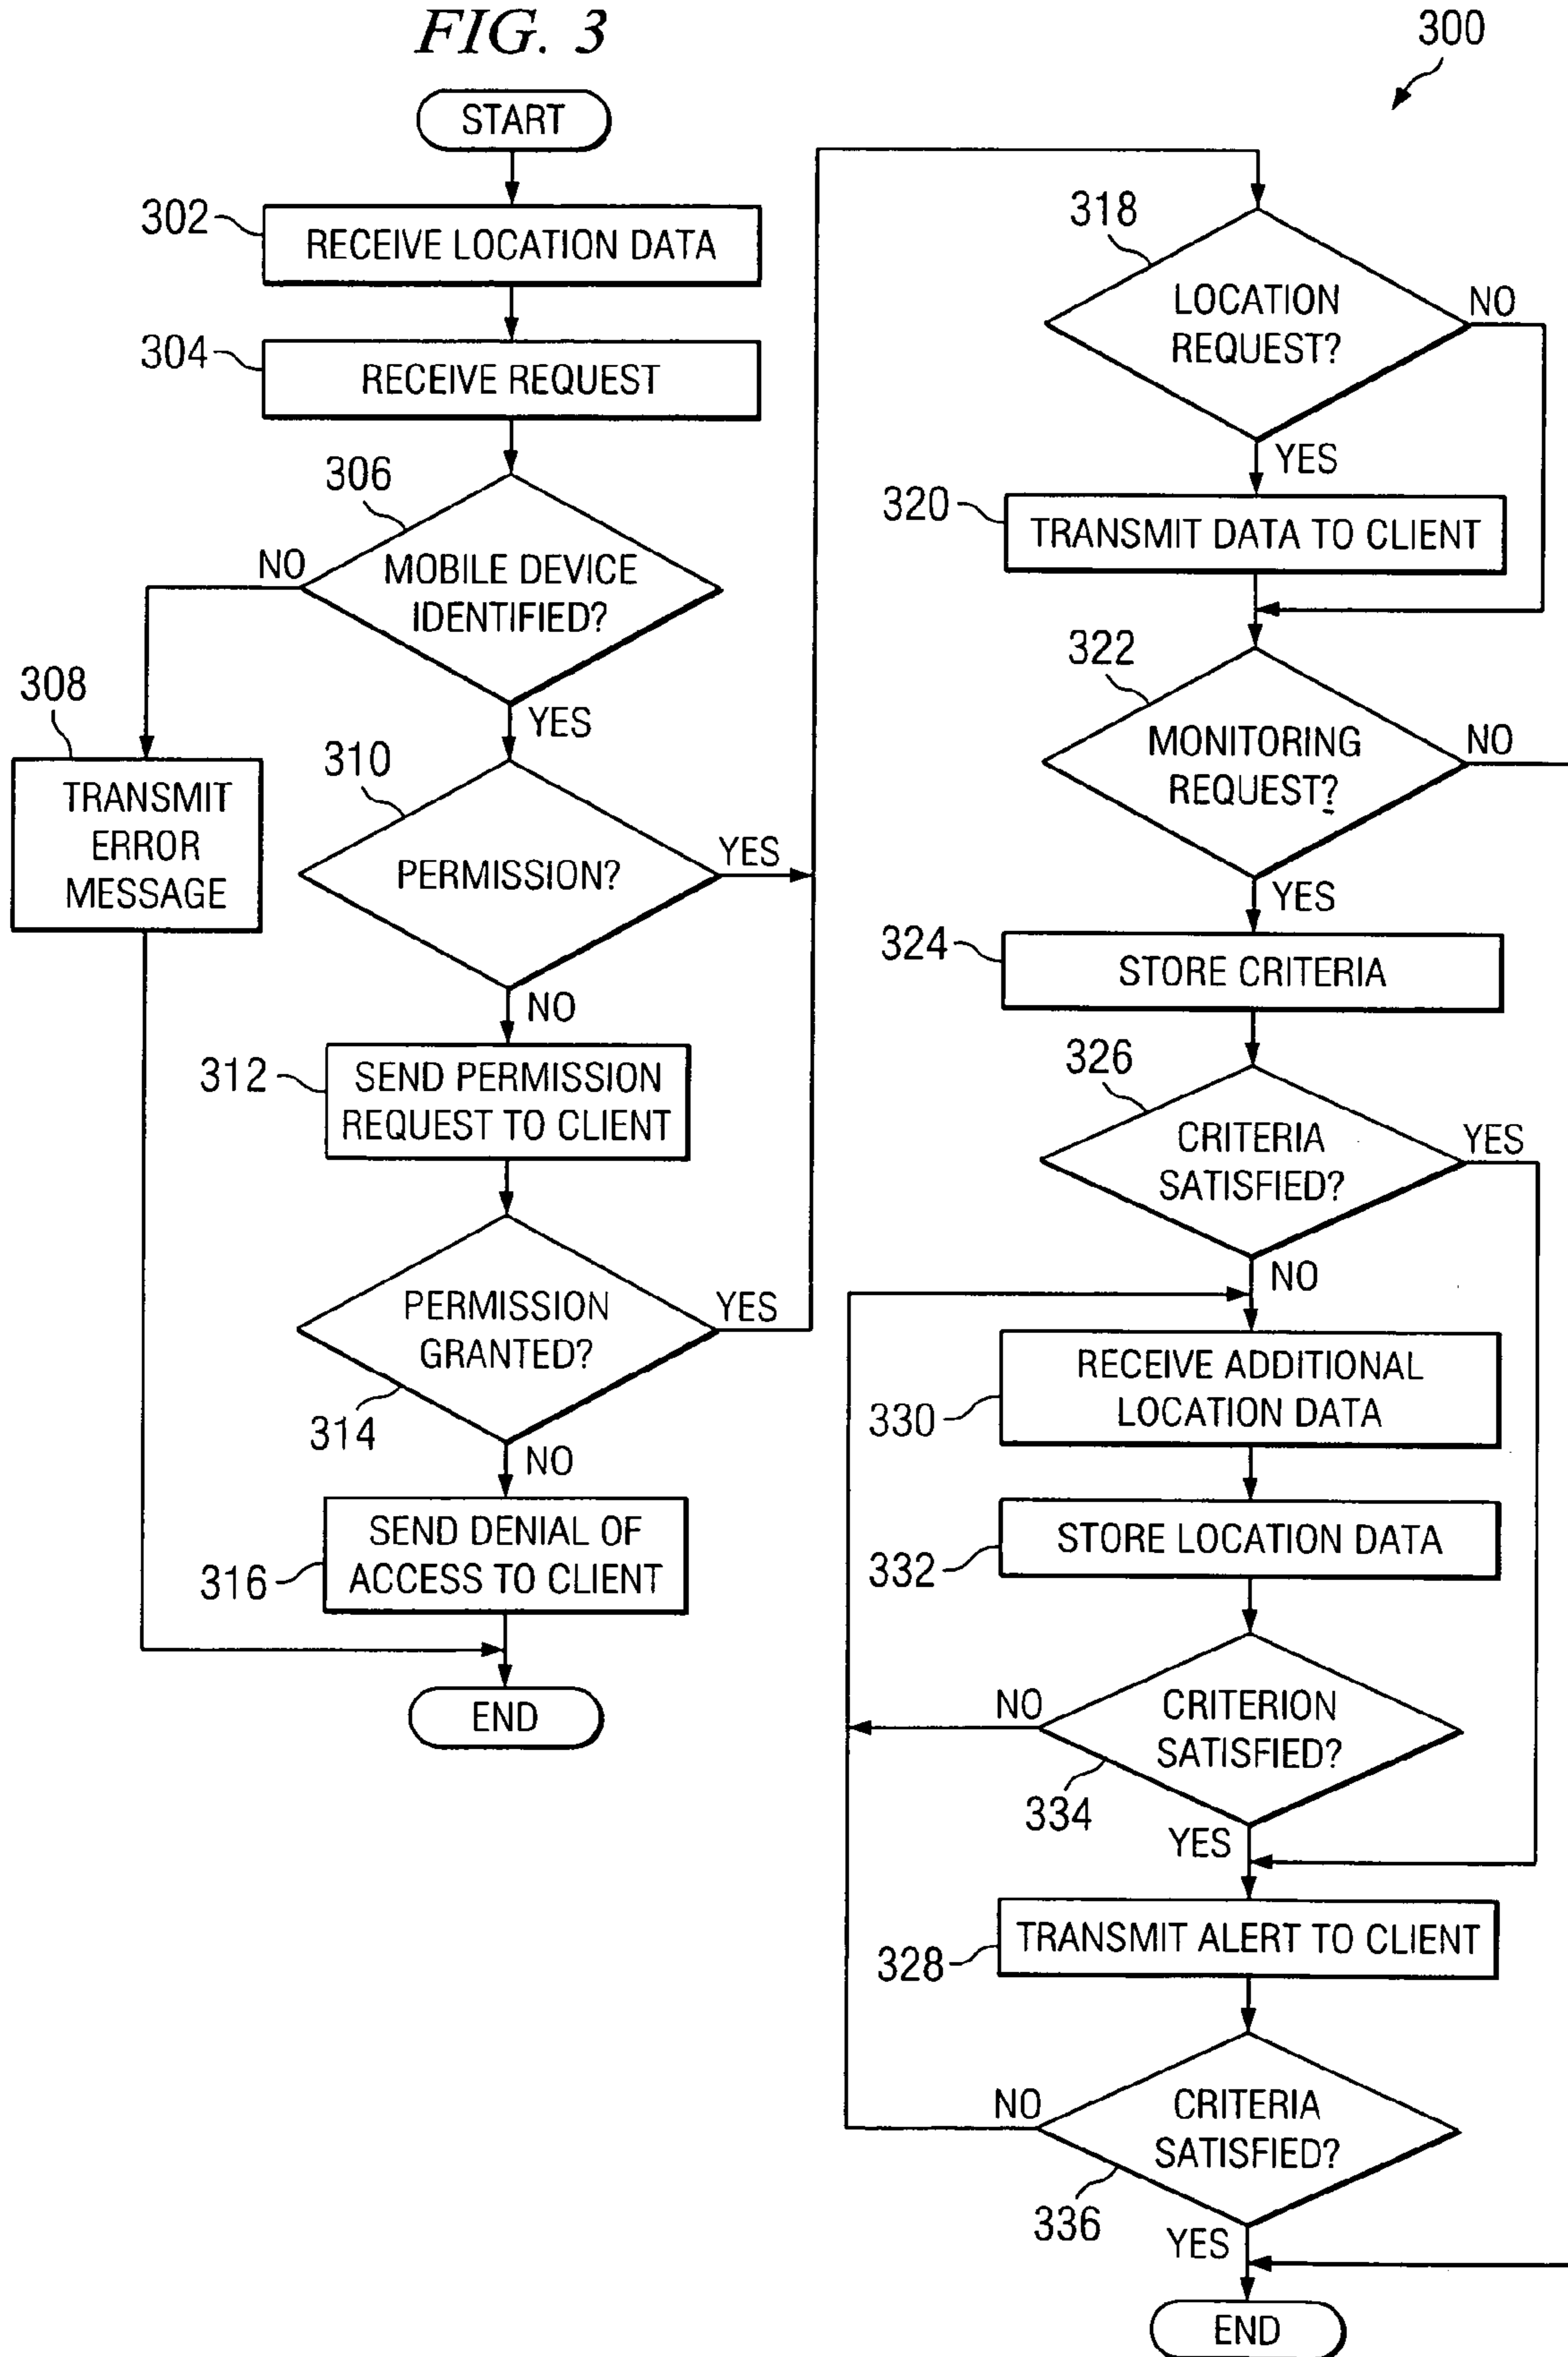 FIG. 3
300
START
302
RECEIVE LOCATION DATA
304
RECEIVE REQUEST
306
NO
MOBILE DEVICE
IDENTIFIED?
YES
308
TRANSMIT
ERROR
MESSAGE
310
PERMISSION?
YES
NO
312
SEND PERMISSION
REQUEST TO CLIENT
PERMISSION
GRANTED?
YES
314
NO
316
SEND DENIAL OF
ACCESS TO CLIENT
END
318
LOCATION
REQUEST?
NO
YES
320
TRANSMIT DATA TO CLIENT
322
MONITORING
REQUEST?
NO
YES
324
STORE CRITERIA
326
CRITERIA
SATISFIED?
YES
NO
330
RECEIVE ADDITIONAL
LOCATION DATA
332
STORE LOCATION DATA
NO
CRITERION
SATISFIED?
334
YES
328
TRANSMIT ALERT TO CLIENT
NO
CRITERIA
SATISFIED?
336
YES
END